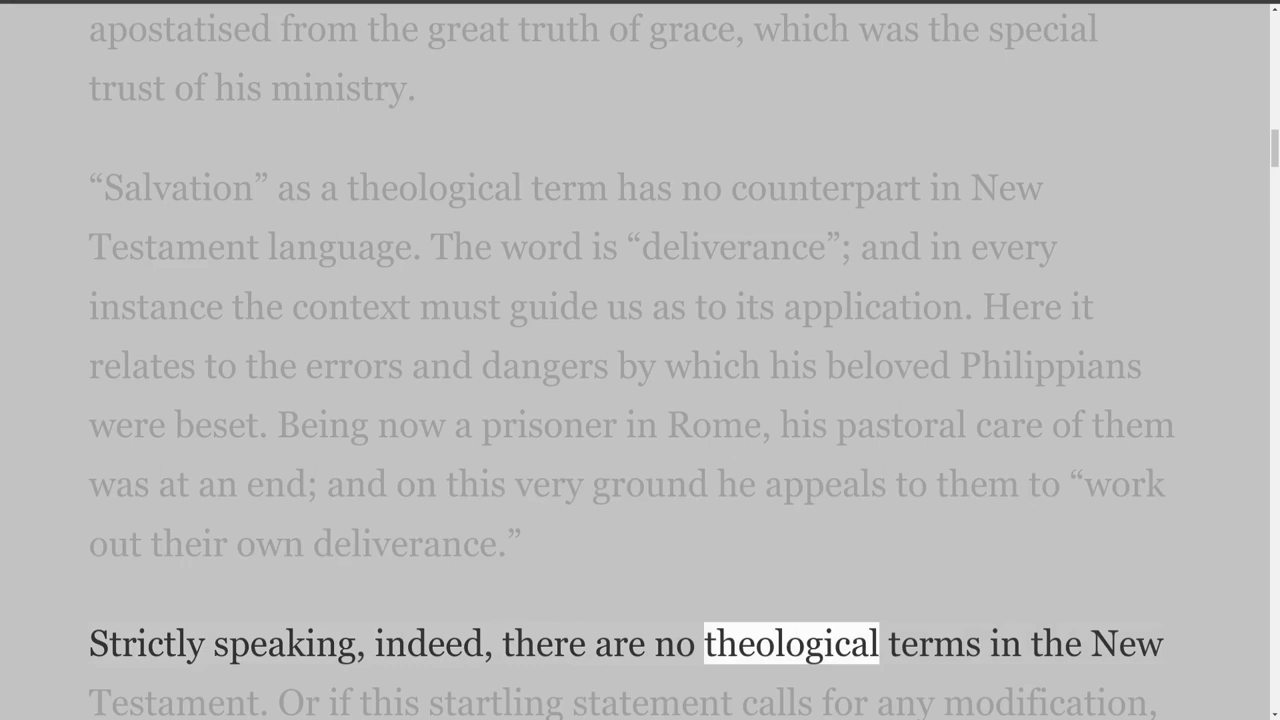 apostatised from the great truth of grace, which was the special
trust of his ministry.
“Salvation” as a theological term has no counterpart in New
Testament language. The word is “deliverance”; and in every
instance the context must guide us as to its application. Here it
relates to the errors and dangers by which his beloved Philippians
were beset. Being now a prisoner in Rome, his pastoral care of them
was at an end; and on this very ground he appeals to them to “work
out their own deliverance.”
Strictly speaking, indeed, there are no theological terms in the New
Testament. Or if this startling statement calls for any modification,